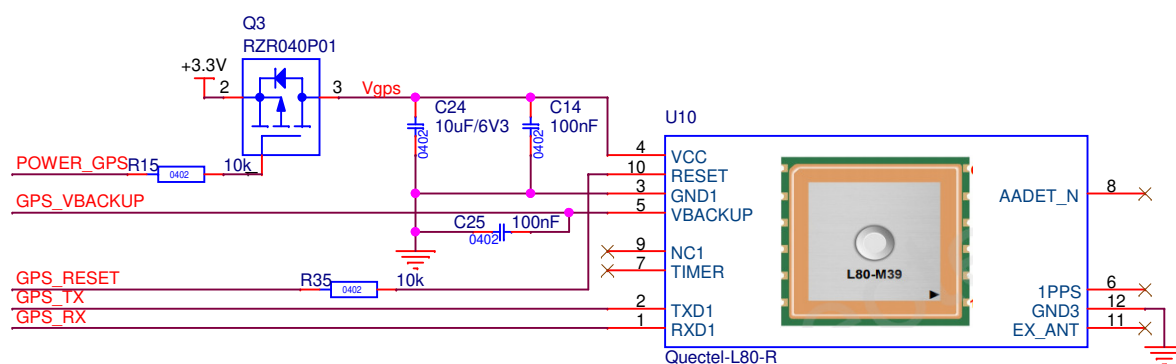 Q3
RZR040P01
+3.3V
2
3
Vgps
C24
10uF/6V3
0402
C14
100nF
0402
U10
POWER_GPS
R15
0402
10k
4
VCC
10
RESET
3
GND1
5
VBACKUP
GPS_VBACKUP
C25
100nF
0402
9
NC1
7
TIMER
GPS_RESET
R35
0402
10k
GPS_TX
2
TXD1
GPS_RX
1
RXD1
L80-M39
AADET_N
8
1PPS
6
GND3
12
EX_ANT
11
Quectel-L80-R